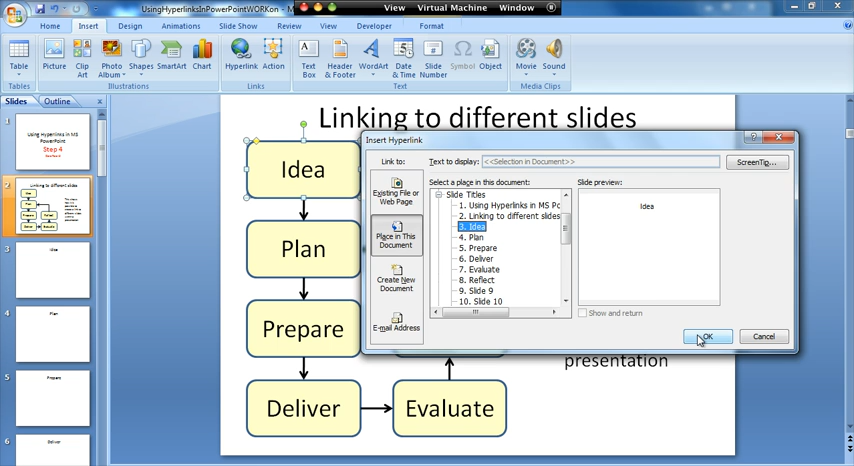 UsingHyperlinksInPowerPointWORKon - M
View Virtual Machine Window
Home Insert Design Animations Slide Show Review View Developer Format
Table
Picture
Clip Art
Photo Album
Shapes
SmartArt
Chart
Hyperlink
Action
Text Box
Header & Footer
WordArt
Date & Time
Slide Number
Symbol
Object
Movie
Sound
Tables Illustrations Links Text Media Clips
Slides Outline
1
Using Hyperlinks in MS
PowerPoint
Step 4
2
Linking to different slides
3
Idea
4
Plan
5
Prepare
6
Deliver
Linking to different slides
Idea
Plan
Prepare
Deliver
Evaluate
presentation
Insert Hyperlink
Link to:
Text to display: <<Selection in Document>>
ScreenTip...
Existing File or
Web Page
Place in This
Document
Create New
Document
E-mail Address
Select a place in this document:
Slide Titles
1. Using Hyperlinks in MS Po
2. Linking to different slides
3. Idea
4. Plan
5. Prepare
6. Deliver
7. Evaluate
8. Reflect
9. Slide 9
10. Slide 10
Slide preview:
Idea
Show and return
OK
Cancel